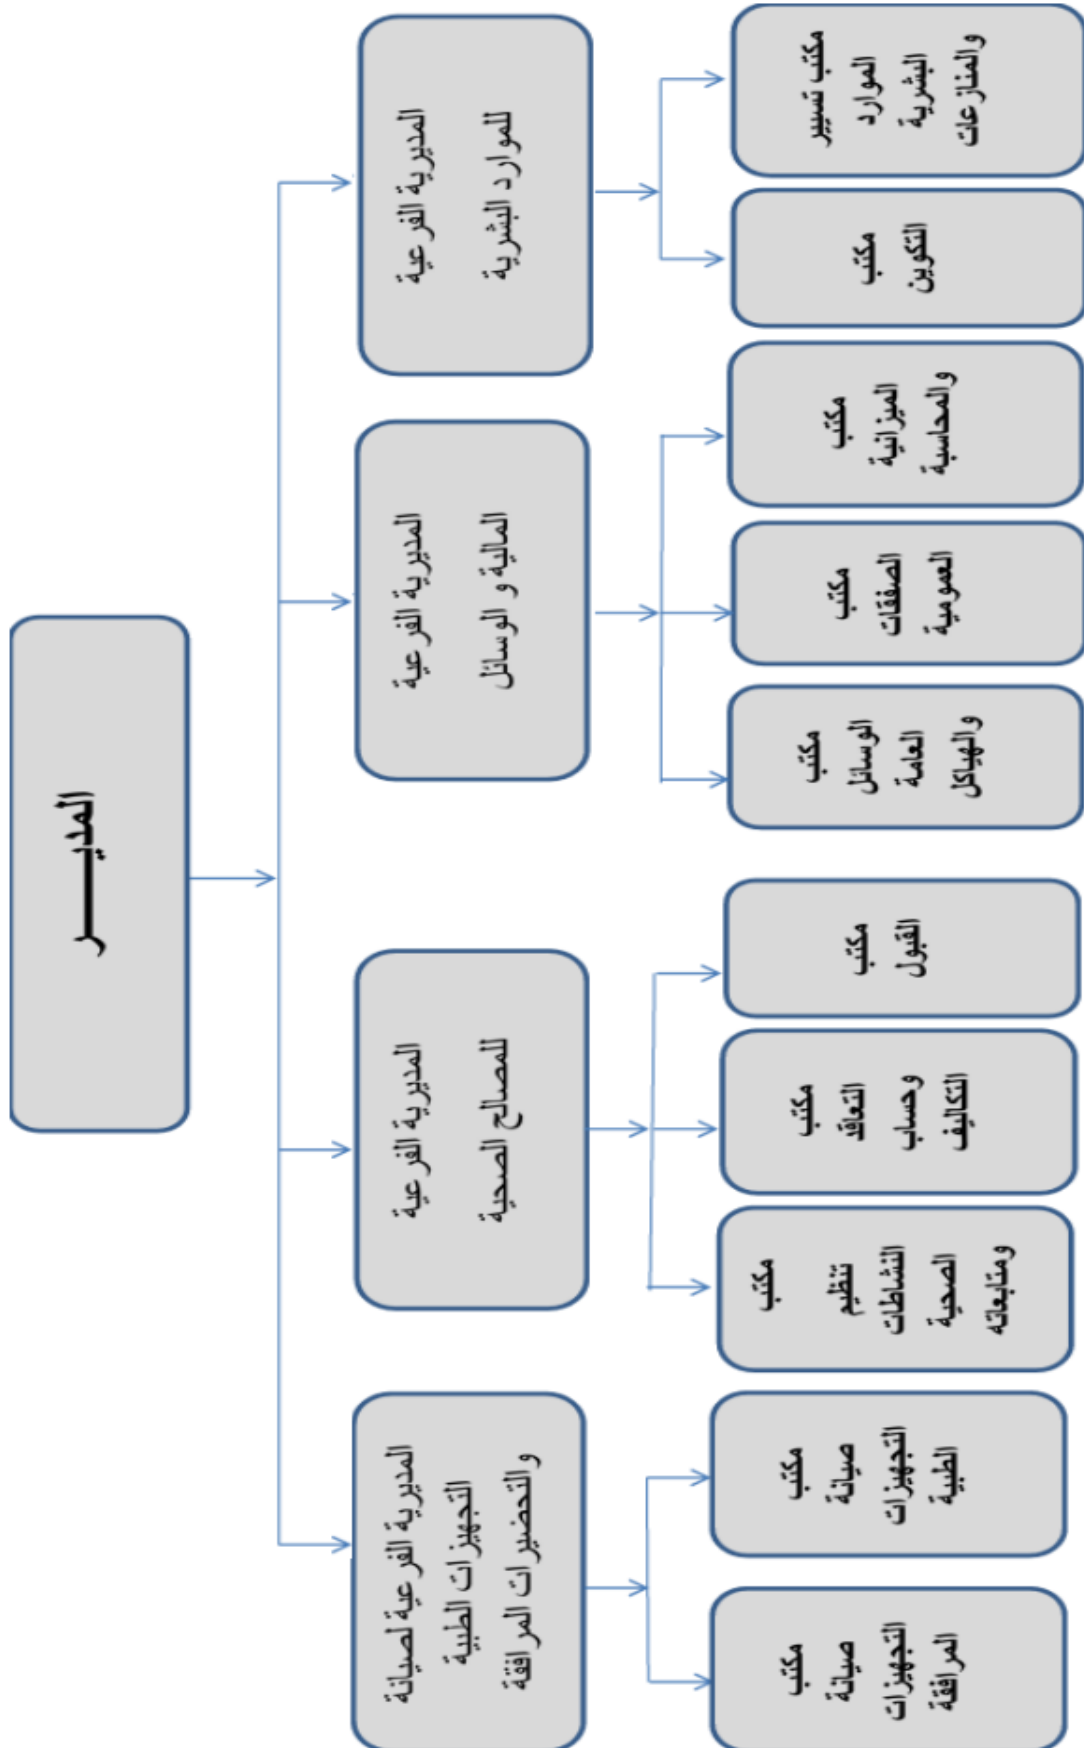 المديـــــر
المديرية الفرعية
للموارد البشرية
المديرية الفرعية
المالية و الوسائل
المديرية الفرعية
للمصالح الصحية
المديرية الفرعية لصيانة
التجهيزات الطبية
والتحضيرات المرافقة
مكتب تسيير
الموارد
البشرية
والمنازعات
مكتب
التكوين
مكتب
الميزانية
والمحاسبة
مكتب
الصفقات
العمومية
مكتب
الوسائل
العامة
والهياكل
مكتب
القبول
مكتب
التعاقد
وحساب
التكاليف
مكتب
تنظيم
النشاطات
الصحية
ومتابعاته
مكتب
صيانة
التجهيزات
الطبية
مكتب
صيانة
التجهيزات
المرافقة